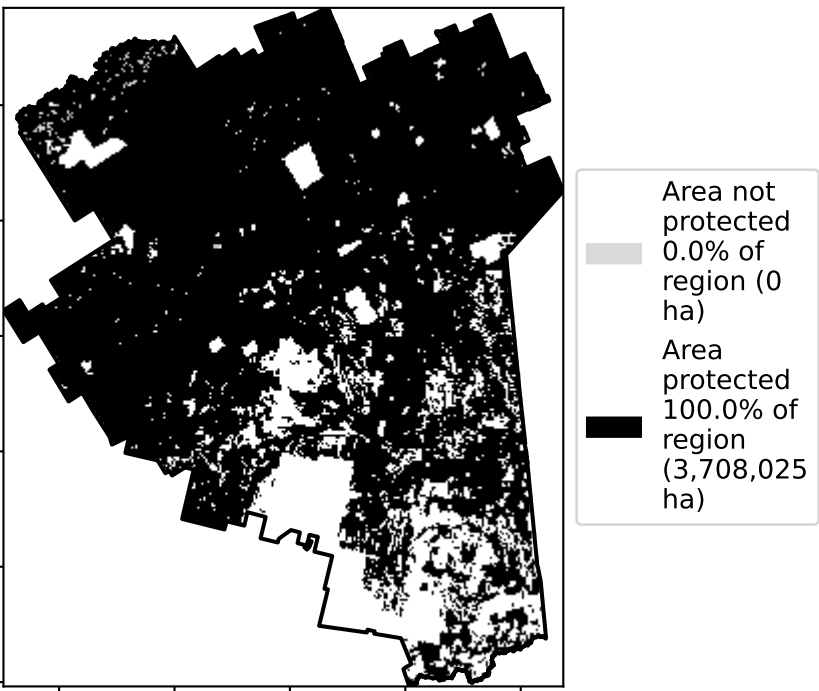 Area not
protected
0.0% of
region (0
ha)
Area
protected
100.0% of
region
(3,708,025
ha)